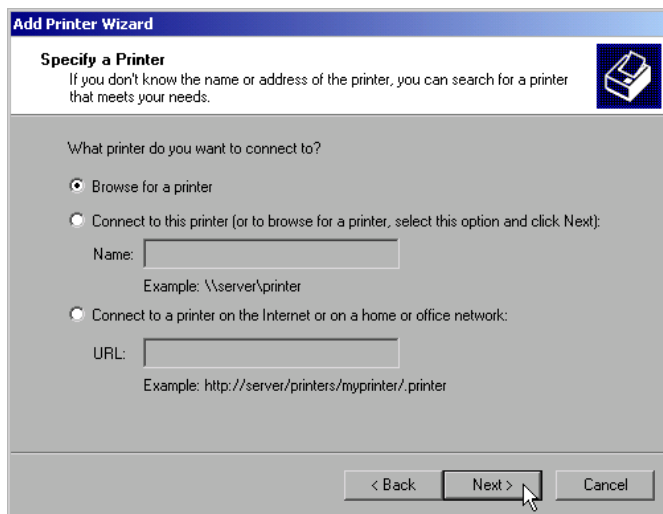 Add Printer Wizard
Specify a Printer
If you don't know the name or address of the printer, you can search for a printer
that meets your needs.
What printer do you want to connect to?
Browse for a printer
Connect to this printer (or to browse for a printer, select this option and click Next):
Name:
Example: \\server\printer
Connect to a printer on the Internet or on a home or office network:
URL:
Example: http://server/printers/myprinter/.printer
< Back Next > Cancel